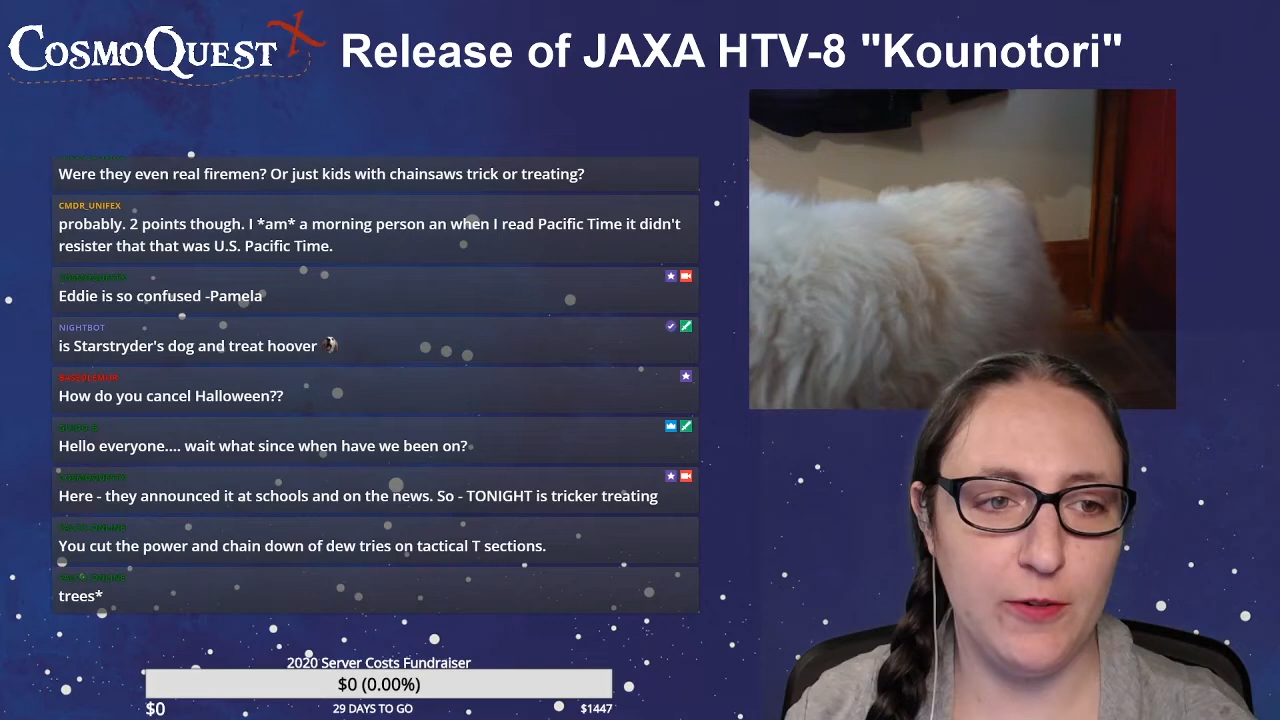 CosmoQuest X
Release of JAXA HTV-8 "Kounotori"
Were they even real firemen? Or just kids with chainsaws trick or treating?
CMDR_UNIFEX
probably. 2 points though. I *am* a morning person an when I read Pacific Time it didn't
resister that that was U.S. Pacific Time.
COSMOQUESTX
Eddie is so confused -Pamela
NIGHTBOT
is Starstryder's dog and treat hoover
BASEDLEMUR
How do you cancel Halloween??
Hello everyone.... wait what since when have we been on?
COSMOQUESTX
Here - they announced it at schools and on the news. So - TONIGHT is tricker treating
You cut the power and chain down of dew tries on tactical T sections.
trees*
2020 Server Costs Fundraiser
$0 (0.00%)
$0
29 DAYS TO GO
$1447